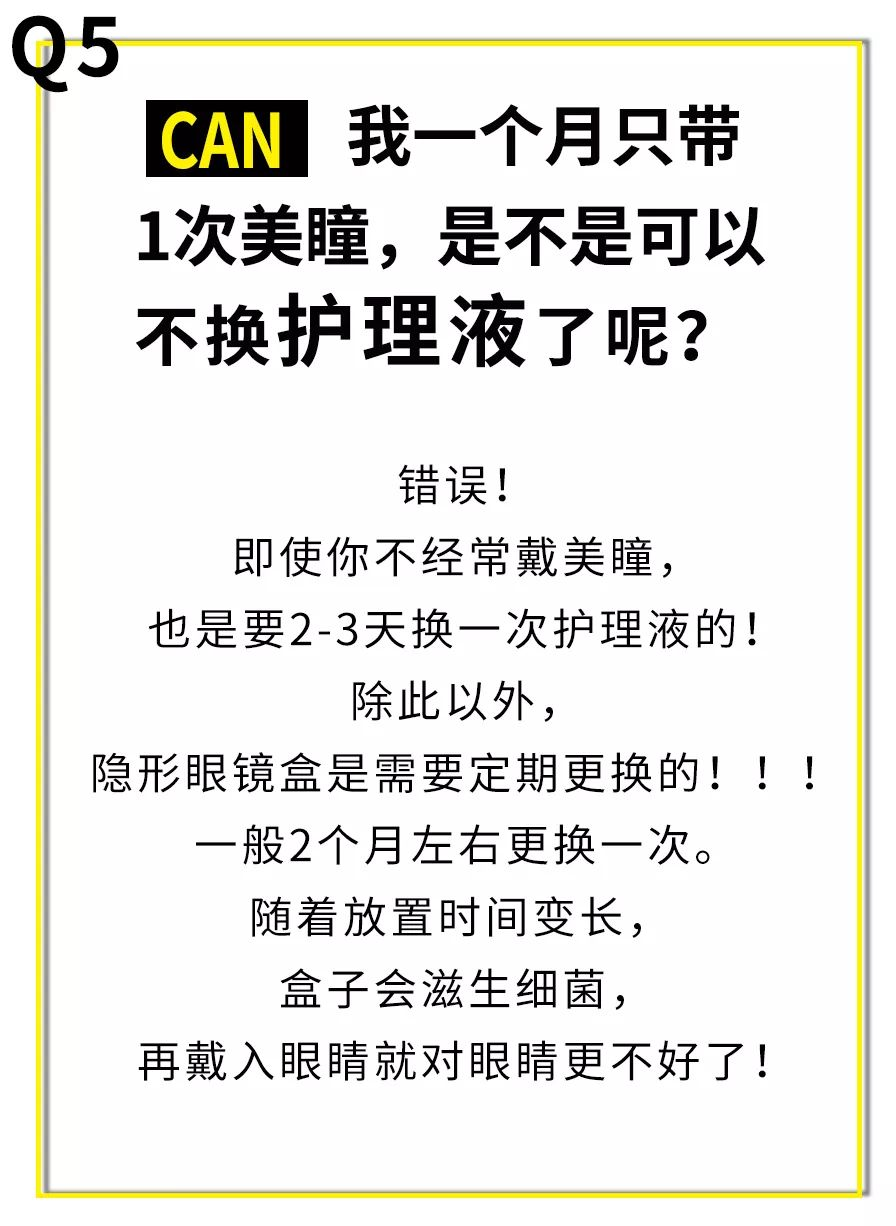 Q5
CAN 我一个月只带
1次美瞳，是不是可以
不换护理液了呢？
错误！
即使你不经常戴美瞳，
也是要2-3天换一次护理液的！
除此以外，
隐形眼镜盒是需要定期更换的！！！
一般2个月左右更换一次。
随着放置时间变长，
盒子会滋生细菌，
再戴入眼睛就对眼睛更不好了！